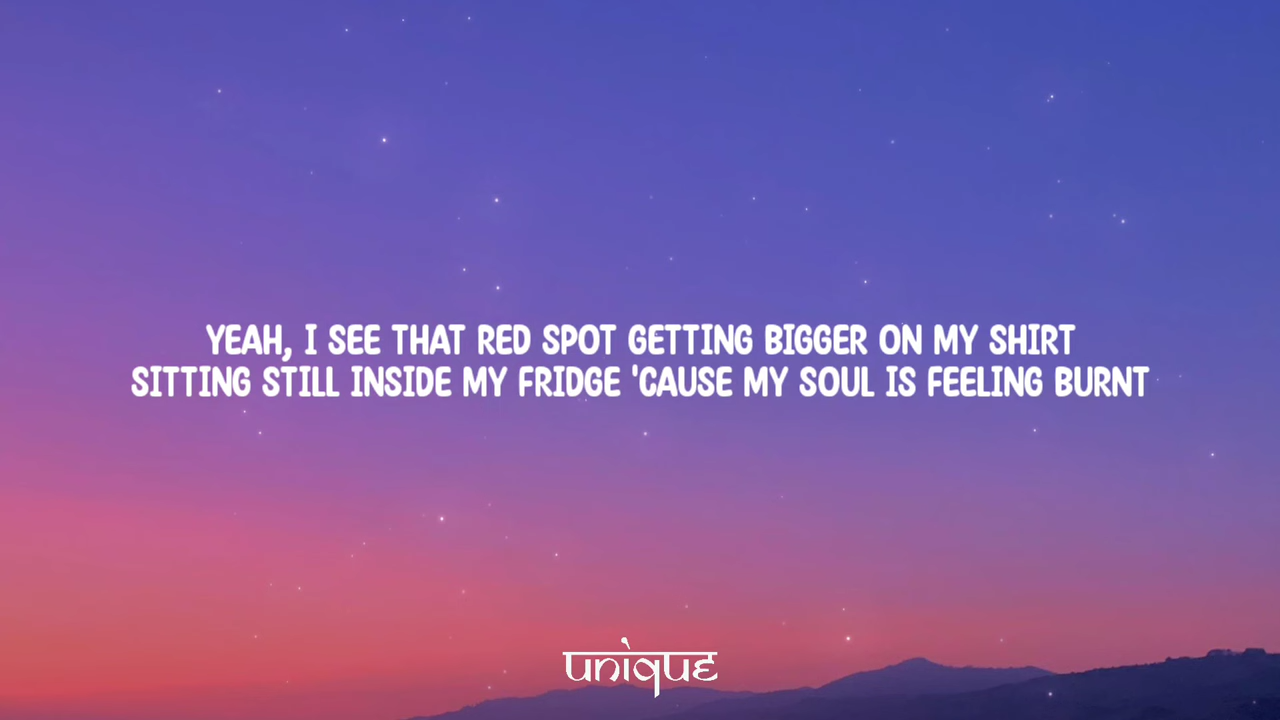 YEAH, I SEE THAT RED SPOT GETTING BIGGER ON MY SHIRT
SITTING STILL INSIDE MY FRIDGE 'CAUSE MY SOUL IS FEELING BURNT
unique